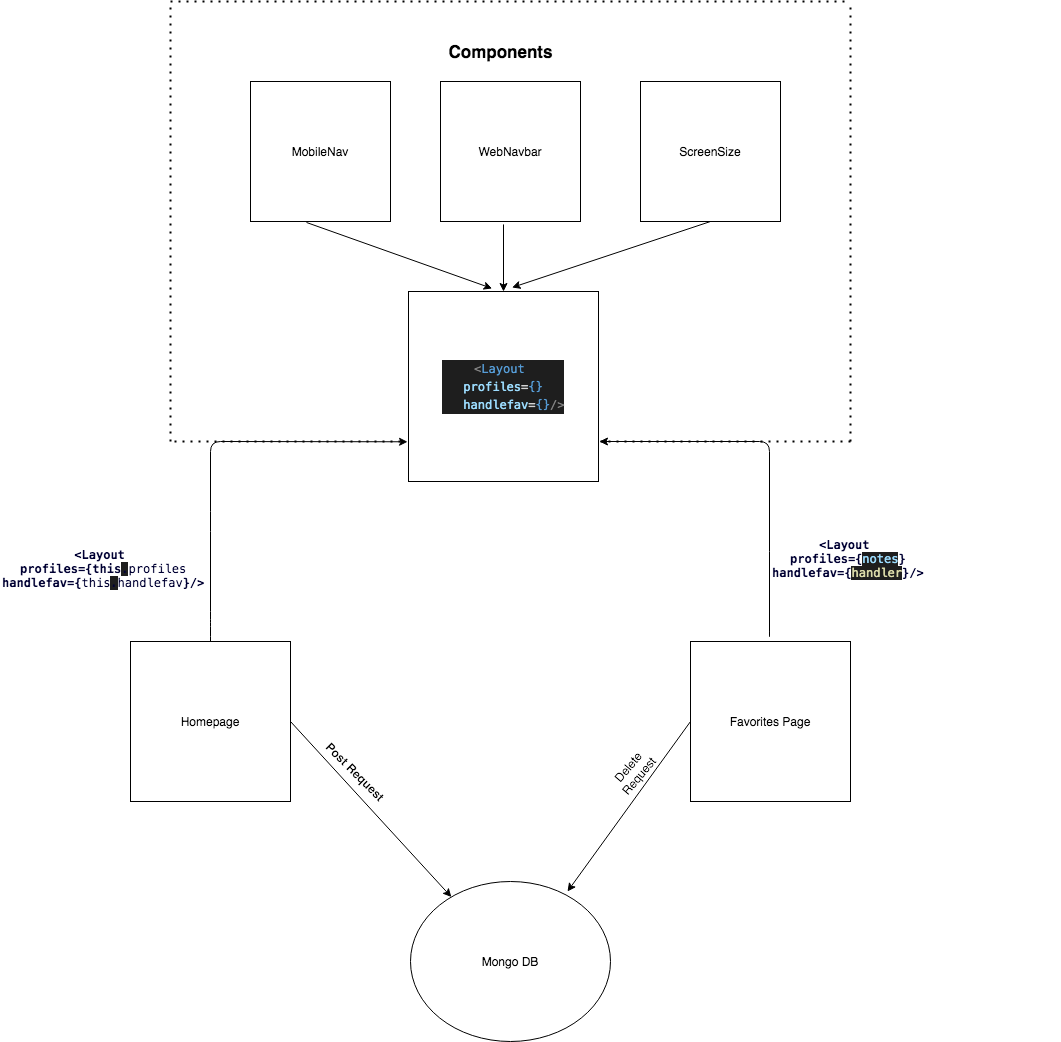 Components
MobileNav
WebNavbar
ScreenSize
<Layout
profiles={}
handlefav={}/>
<Layout
profiles={this.profiles
handlefav={this.handlefav}/>
<Layout
profiles={notes}
handlefav={handler}/>
Homepage
Favorites Page
Post Request
Delete
Request
Mongo DB